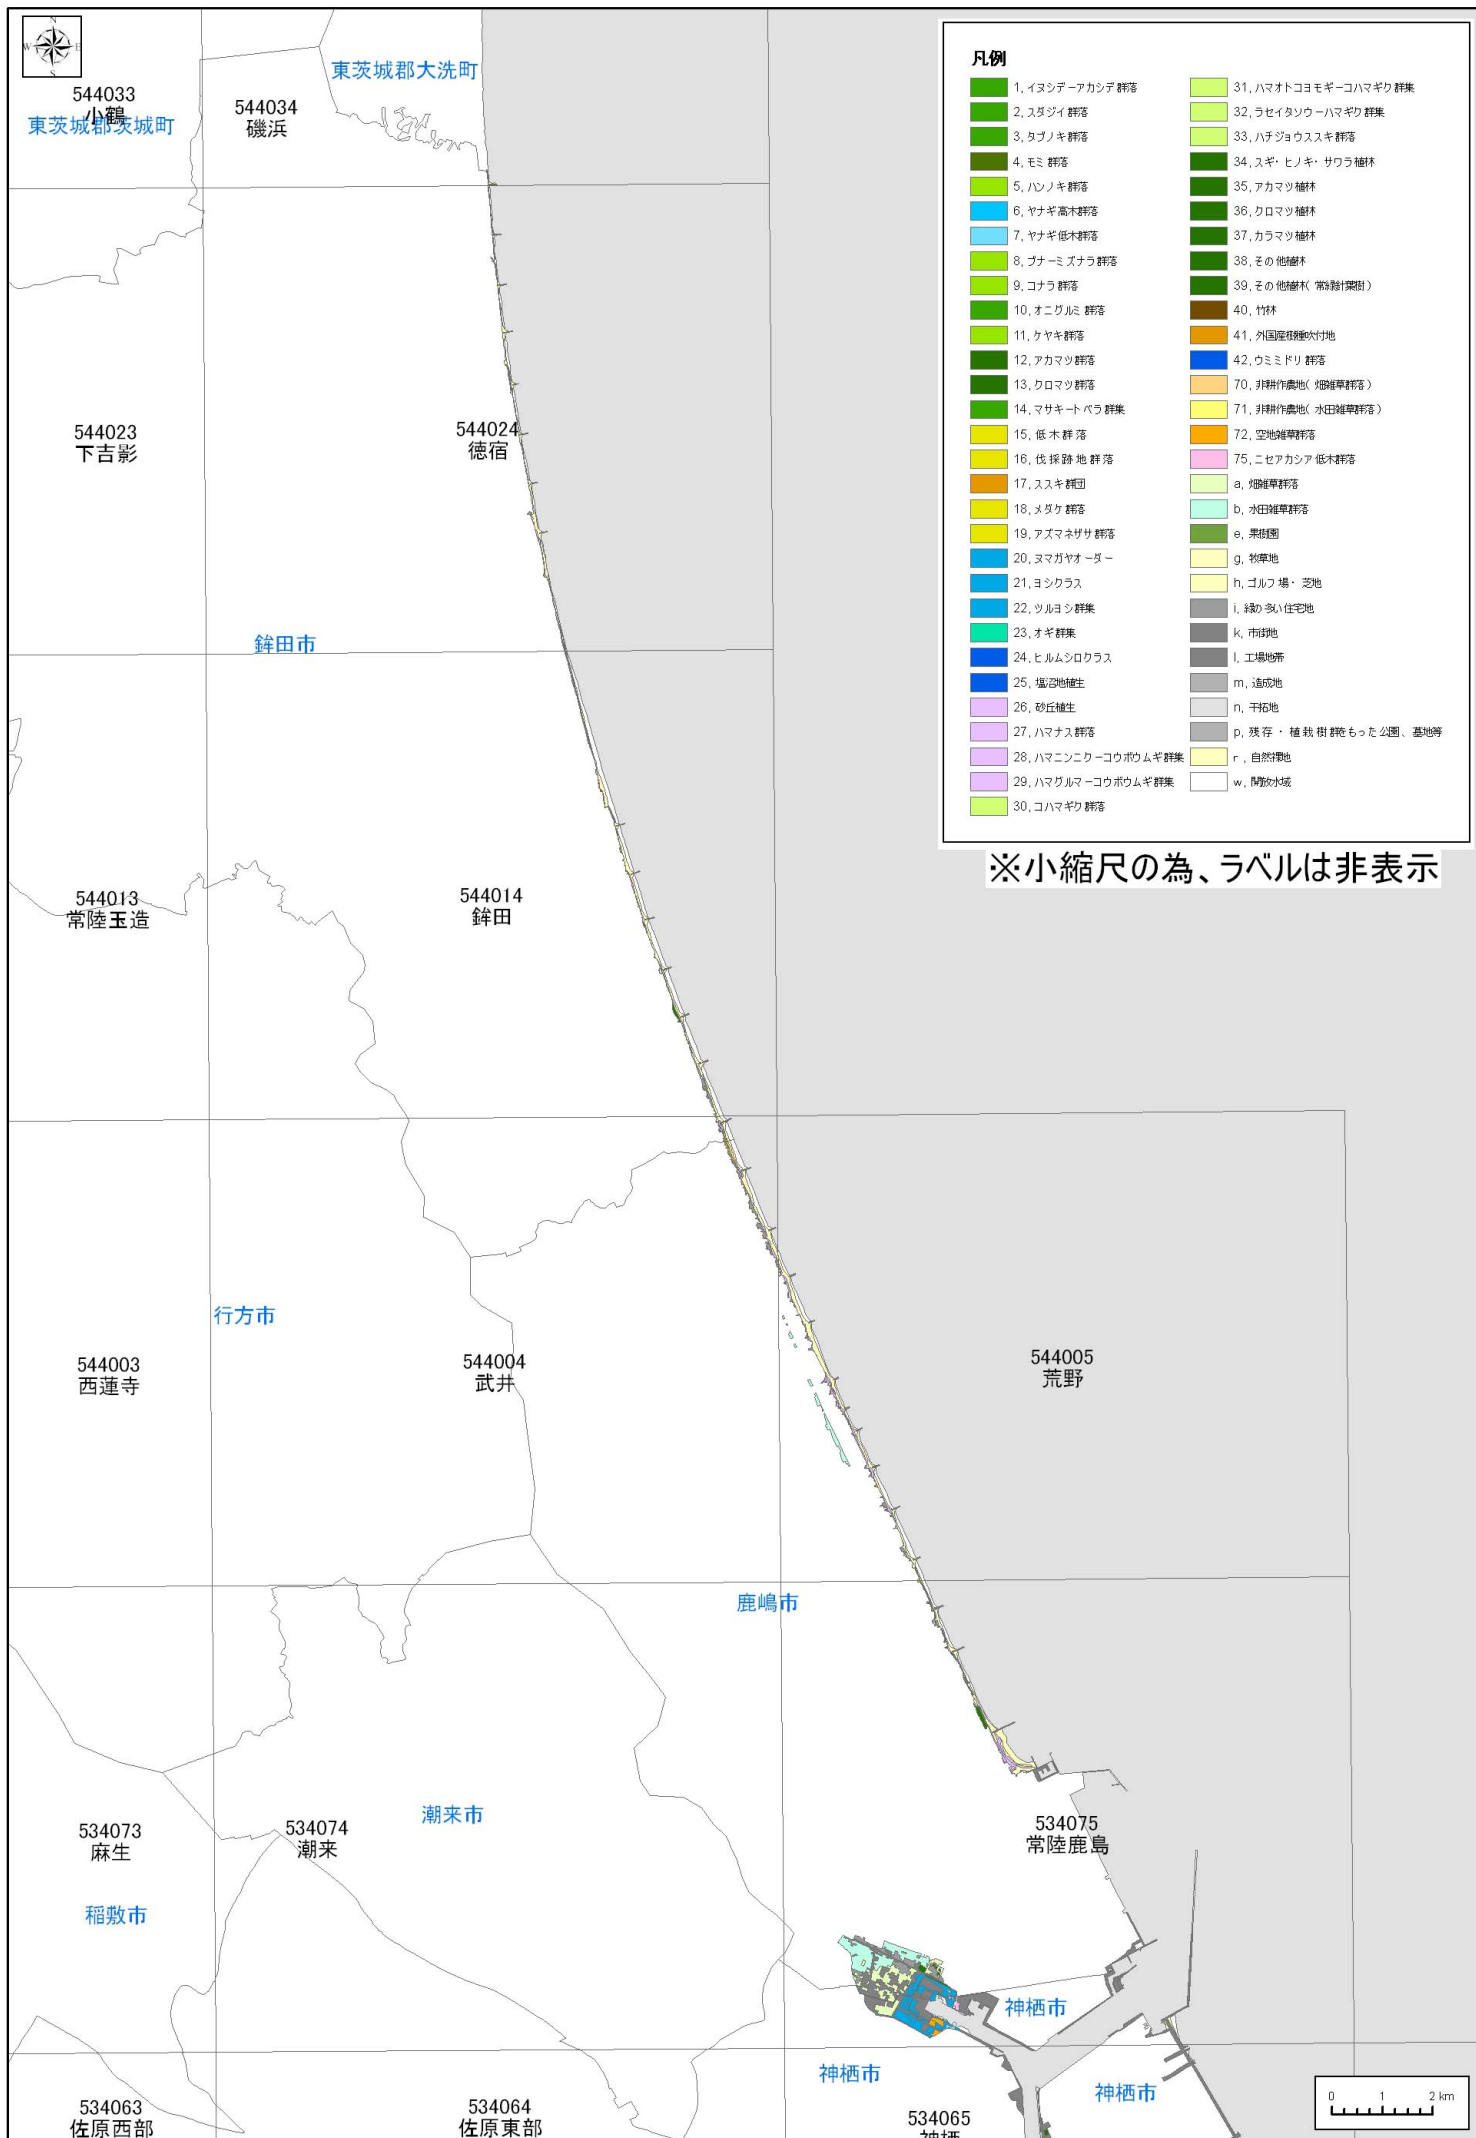 N
W
E
S
東茨城郡大洗町
544033
小鶴
東茨城郡茨城町
544034
磯浜
544023
下吉影
544024
徳宿
鉾田市
544013
常陸玉造
544014
鉾田
行方市
544003
西蓮寺
544004
武井
544005
荒野
鹿嶋市
534073
麻生
534074
潮来
潮来市
534075
常陸鹿島
稲敷市
神栖市
神栖市
神栖市
534063
佐原西部
534064
佐原東部
534065
神栖
凡例
1, イヌシデーアカシデ群落
2, スダジイ群落
3, タブノキ群落
4, モミ群落
5, ハンノキ群落
6, ヤナギ高木群落
7, ヤナギ低木群落
8, ブナーミズナラ群落
9, コナラ群落
10, オニグルミ群落
11, ケヤキ群落
12, アカマツ群落
13, クロマツ群落
14, マサキートベラ群集
15, 低木群落
16, 伐採跡地群落
17, ススキ群団
18, メダケ群落
19, アズマネザサ群落
20, ヌマガヤオーダー
21, ヨシクラス
22, ツルヨシ群集
23, オギ群集
24, ヒルムシロクラス
25, 塩沼地植生
26, 砂丘植生
27, ハマナス群落
28, ハマニンニクーコウボウムギ群集
29, ハマグルマーコウボウムギ群集
30, コハマギク群落
31, ハマオトコヨモギーコハマギク群集
32, ラセイタソウーハマギク群集
33, ハチジョウススキ群落
34, スギ・ヒノキ・サワラ植林
35, アカマツ植林
36, クロマツ植林
37, カラマツ植林
38, その他植林
39, その他植林(常緑針葉樹)
40, 竹林
41, 外国産樹種吹付地
42, ウミミドリ群落
70, 非耕作農地(畑雑草群落)
71, 非耕作農地(水田雑草群落)
72, 空地雑草群落
75, ニセアカシア低木群落
a, 畑雑草群落
b, 水田雑草群落
e, 果樹園
g, 牧草地
h, ゴルフ場・芝地
i, 緑の多い住宅地
k, 市街地
l, 工場地帯
m, 造成地
n, 干拓地
p, 残存・植栽樹群をもった公園、墓地等
r, 自然裸地
w, 開放水域
※小縮尺の為、ラベルは非表示
0 1 2 km